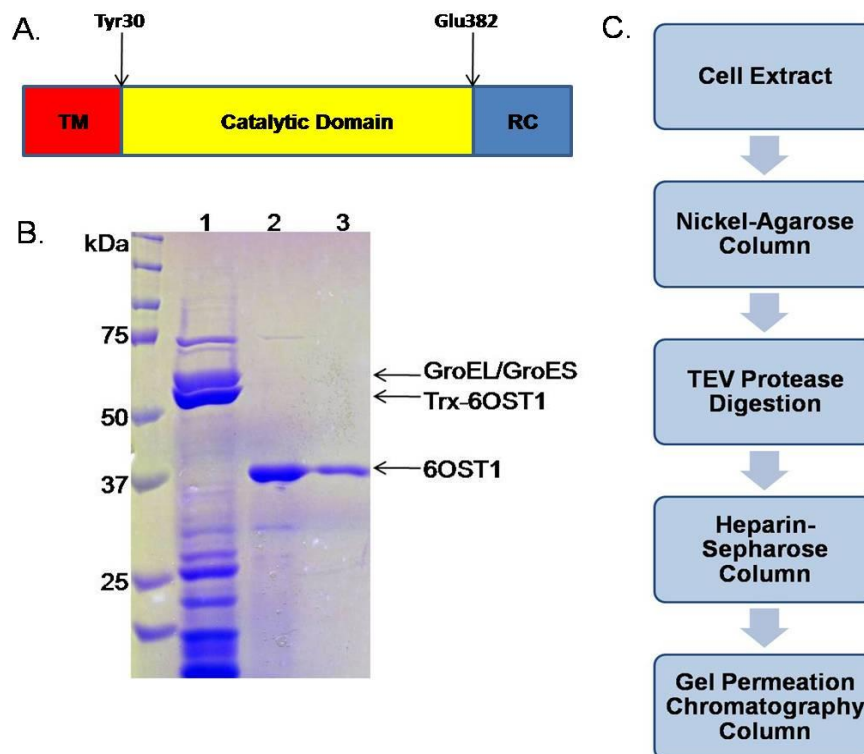 A.
Tyr30
Glu382
TM
Catalytic Domain
RC
B.
kDa
1
2
3
75
50
37
25
GroEL/GroES
Trx-6OST1
6OST1
C.
Cell Extract
Nickel-Agarose
Column
TEV Protease
Digestion
Heparin-
Sepharose
Column
Gel Permeation
Chromatography
Column